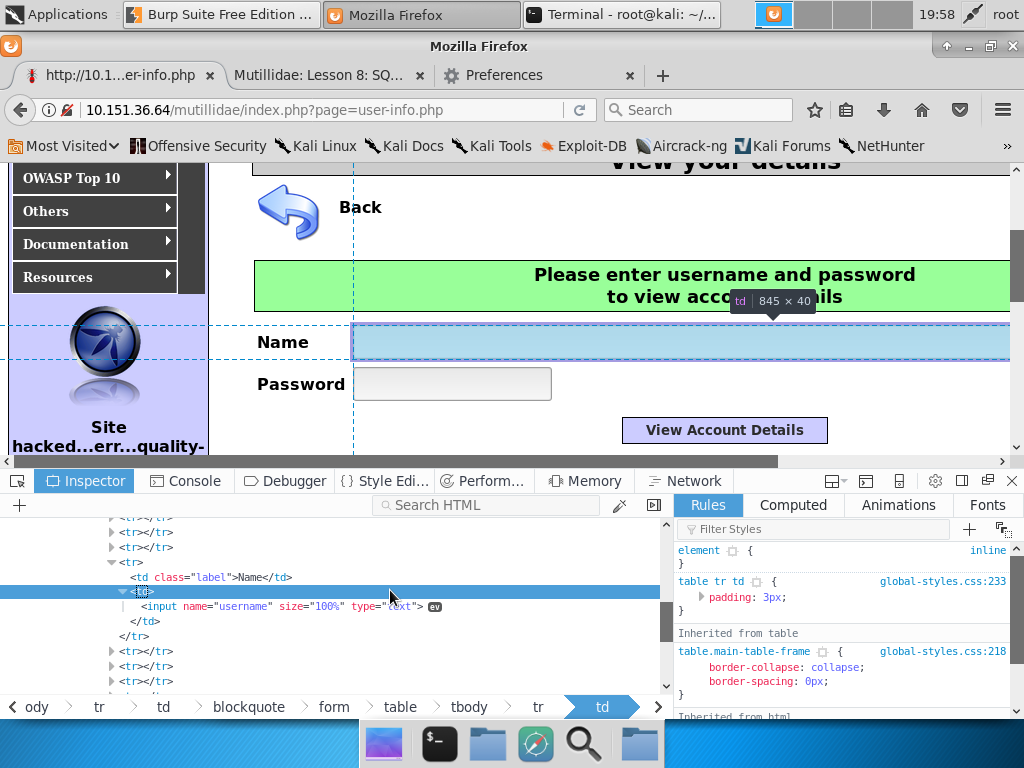 Applications
Burp Suite Free Edition ...
Mozilla Firefox
Terminal - root@kali: ~/...
19:58
root
Mozilla Firefox
http://10.1...er-info.php
Mutillidae: Lesson 8: SQ...
Preferences
10.151.36.64/mutillidae/index.php?page=user-info.php
Search
Most Visited
Offensive Security
Kali Linux
Kali Docs
Kali Tools
Exploit-DB
Aircrack-ng
Kali Forums
NetHunter
»
OWASP Top 10
Others
Documentation
Resources
Site
hacked...err...quality-
View your details
Back
Please enter username and password
td 845 × 40
Name
Password
View Account Details
Inspector
Console
Debugger
Style Edi...
Perform...
Memory
Network
Search HTML
<tr></tr>
<tr></tr>
<tr></tr>
<tr>
<td class="label">Name</td>
<td>
<input name="username" size="100%" type="text"> ev
</td>
</tr>
<tr></tr>
<tr></tr>
<tr></tr>
ody
tr
td
blockquote
form
table
tbody
tr
td
Rules
Computed
Animations
Fonts
Filter Styles
element { inline
}
table tr td { global-styles.css:233
padding: 3px;
}
Inherited from table
table.main-table-frame { global-styles.css:218
border-collapse: collapse;
border-spacing: 0px;
}
Inherited from html